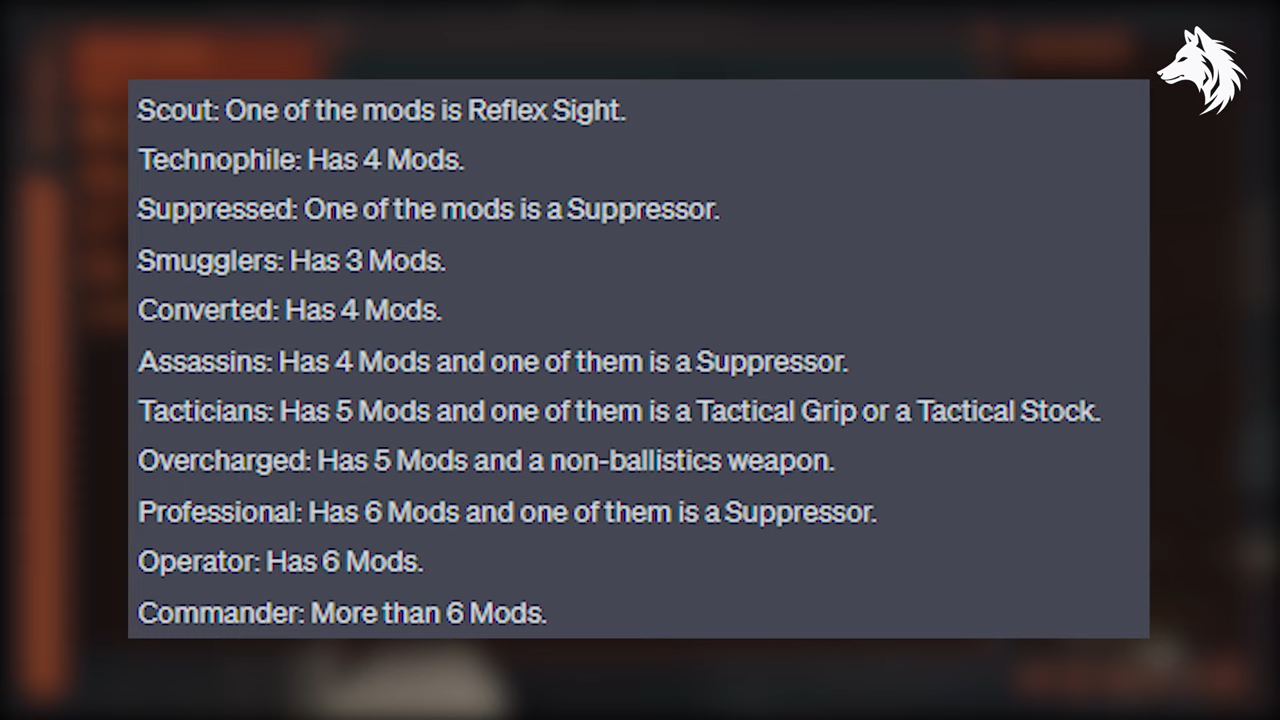 Scout: One of the mods is Reflex Sight.
Technophile: Has 4 Mods.
Suppressed: One of the mods is a Suppressor.
Smugglers: Has 3 Mods.
Converted: Has 4 Mods.
Assassins: Has 4 Mods and one of them is a Suppressor.
Tacticians: Has 5 Mods and one of them is a Tactical Grip or a Tactical Stock.
Overcharged: Has 5 Mods and a non-ballistics weapon.
Professional: Has 6 Mods and one of them is a Suppressor.
Operator: Has 6 Mods.
Commander: More than 6 Mods.